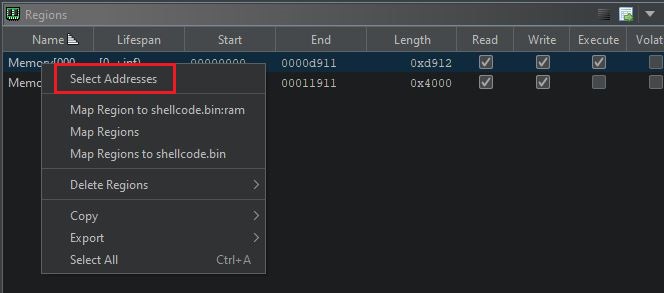 Regions
Name Lifespan Start End Length Read Write Execute Volat
Memory[000 [0 +inf) 00000000 0000d911 0xd912
Memo 00011911 0x4000
Select Addresses
Map Region to shellcode.bin:ram
Map Regions
Map Regions to shellcode.bin
Delete Regions
Copy
Export
Select All Ctrl+A